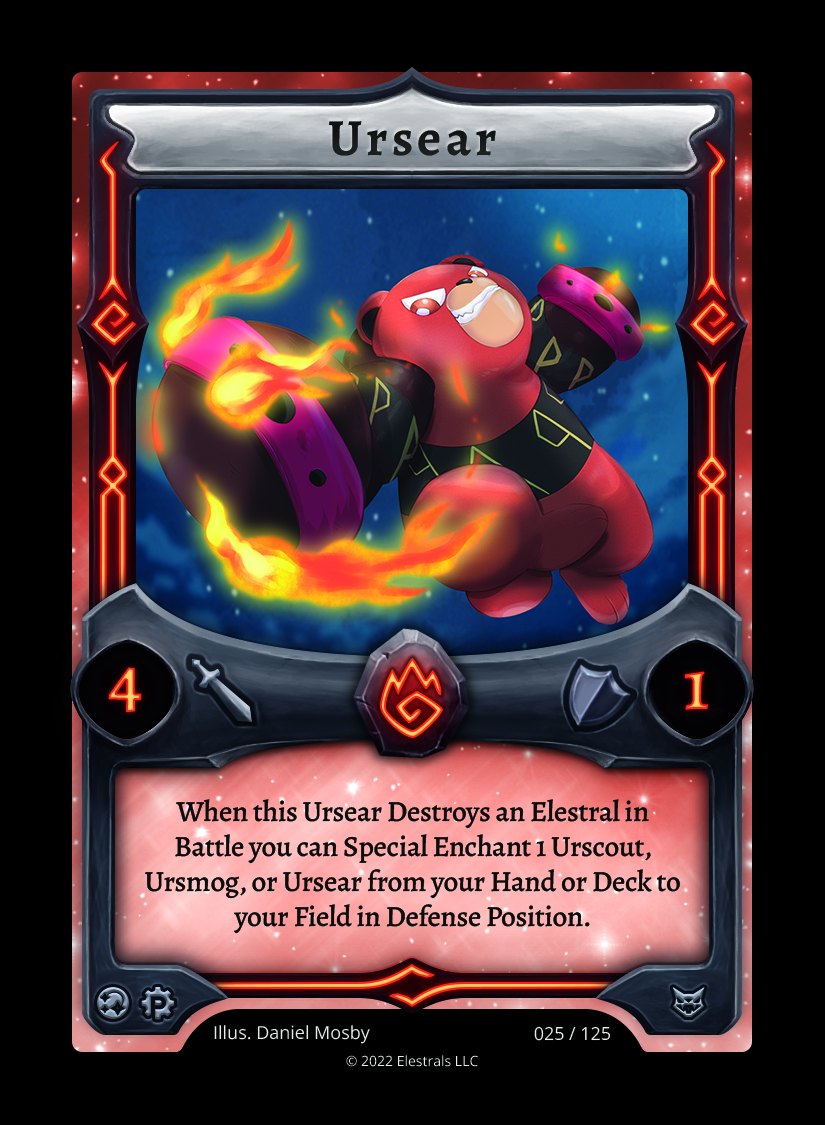 Ursear
4
1
When this Ursear Destroys an Elestral in
Battle you can Special Enchant 1 Urscout,
Ursmog, or Ursear from your Hand or Deck to
your Field in Defense Position.
P
Illus. Daniel Mosby
025 / 125
© 2022 Elestrals LLC